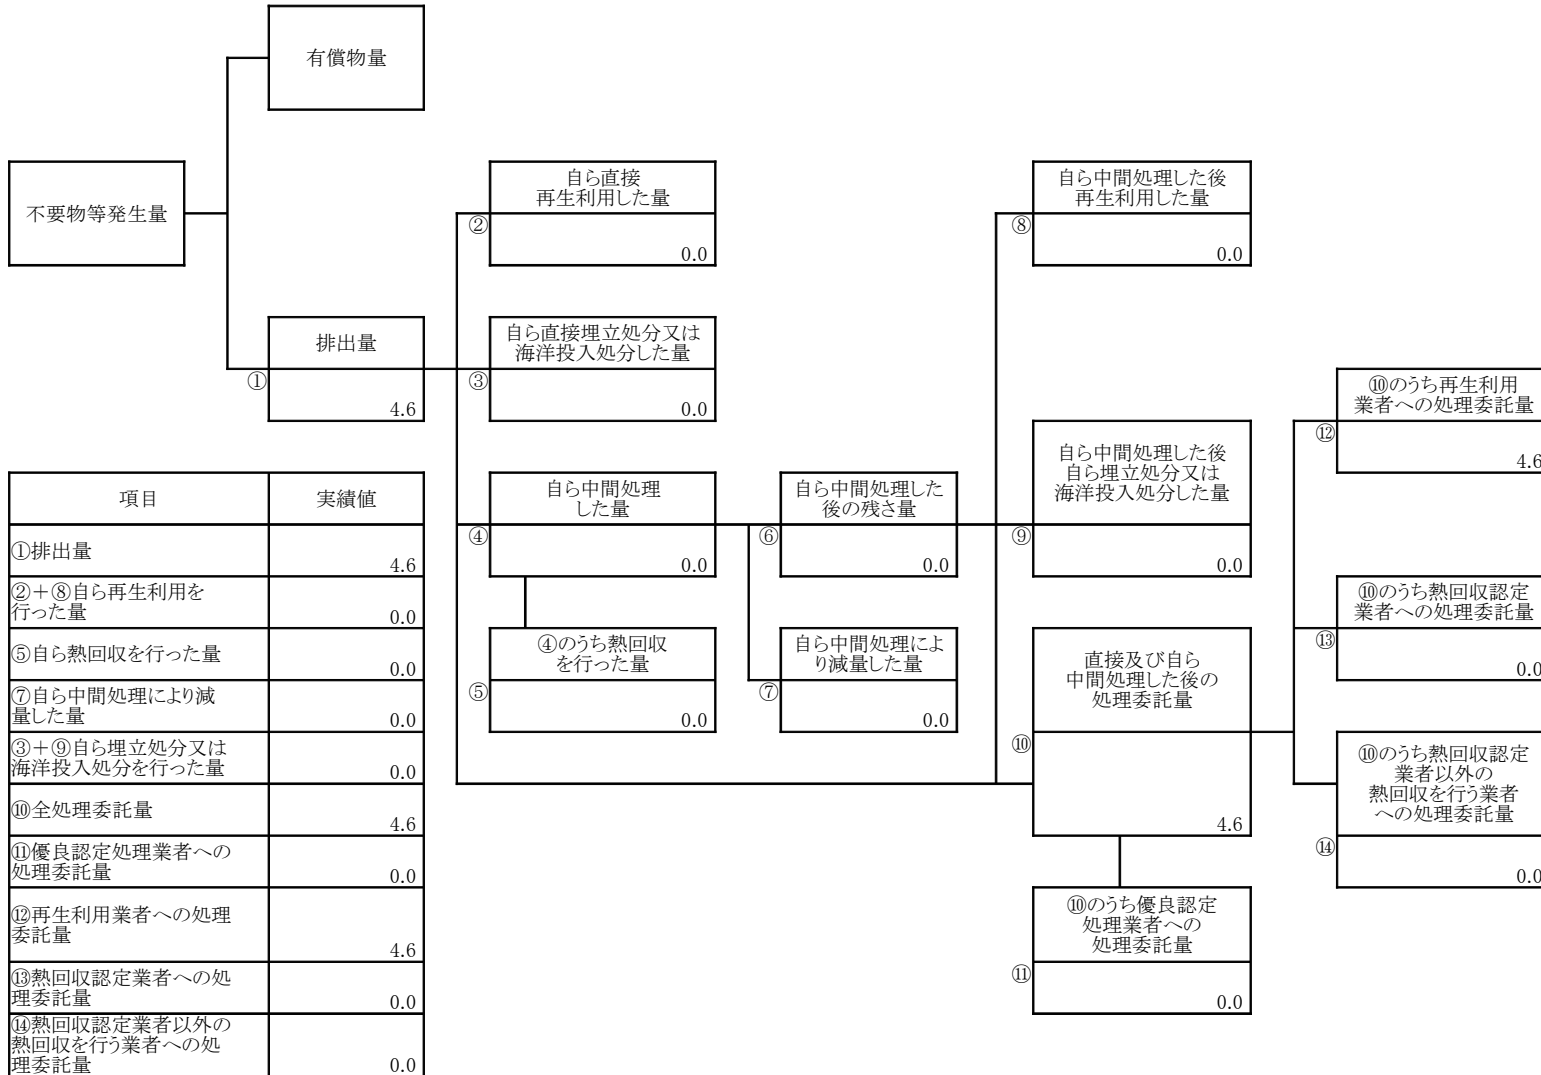 有償物量
不要物等発生量
自ら直接
再生利用した量
②
0.0
自ら中間処理した後
再生利用した量
⑧
0.0
排出量
①
4.6
自ら直接埋立処分又は
海洋投入処分した量
③
0.0
⑩のうち再生利用
業者への処理委託量
⑫
4.6
自ら中間処理
した量
④
0.0
自ら中間処理した
後の残さ量
⑥
0.0
自ら中間処理した後
自ら埋立処分又は
海洋投入処分した量
⑨
0.0
④のうち熱回収
を行った量
⑤
0.0
自ら中間処理によ
り減量した量
⑦
0.0
直接及び自ら
中間処理した後の
処理委託量
⑩
4.6
⑩のうち熱回収認定
業者への処理委託量
⑬
0.0
⑩のうち熱回収認定
業者以外の
熱回収を行う業者
への処理委託量
⑭
0.0
⑩のうち優良認定
処理業者への
処理委託量
⑪
0.0
項目 実績値
①排出量
4.6
②+⑧自ら再生利用を
行った量
0.0
⑤自ら熱回収を行った量
0.0
⑦自ら中間処理により減
量した量
0.0
③+⑨自ら埋立処分又は
海洋投入処分を行った量
0.0
⑩全処理委託量
4.6
⑪優良認定処理業者への
処理委託量
0.0
⑫再生利用業者への処理
委託量
4.6
⑬熱回収認定業者への処
理委託量
0.0
⑭熱回収認定業者以外の
熱回収を行う業者への処
理委託量
0.0